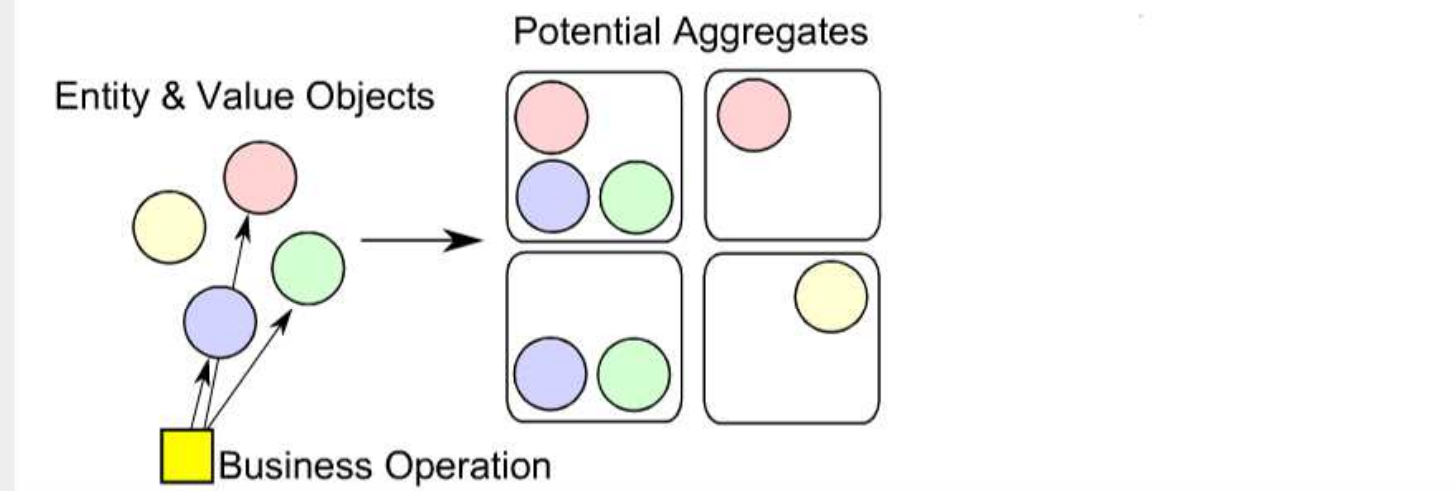 Potential Aggregates
Entity & Value Objects
Business Operation